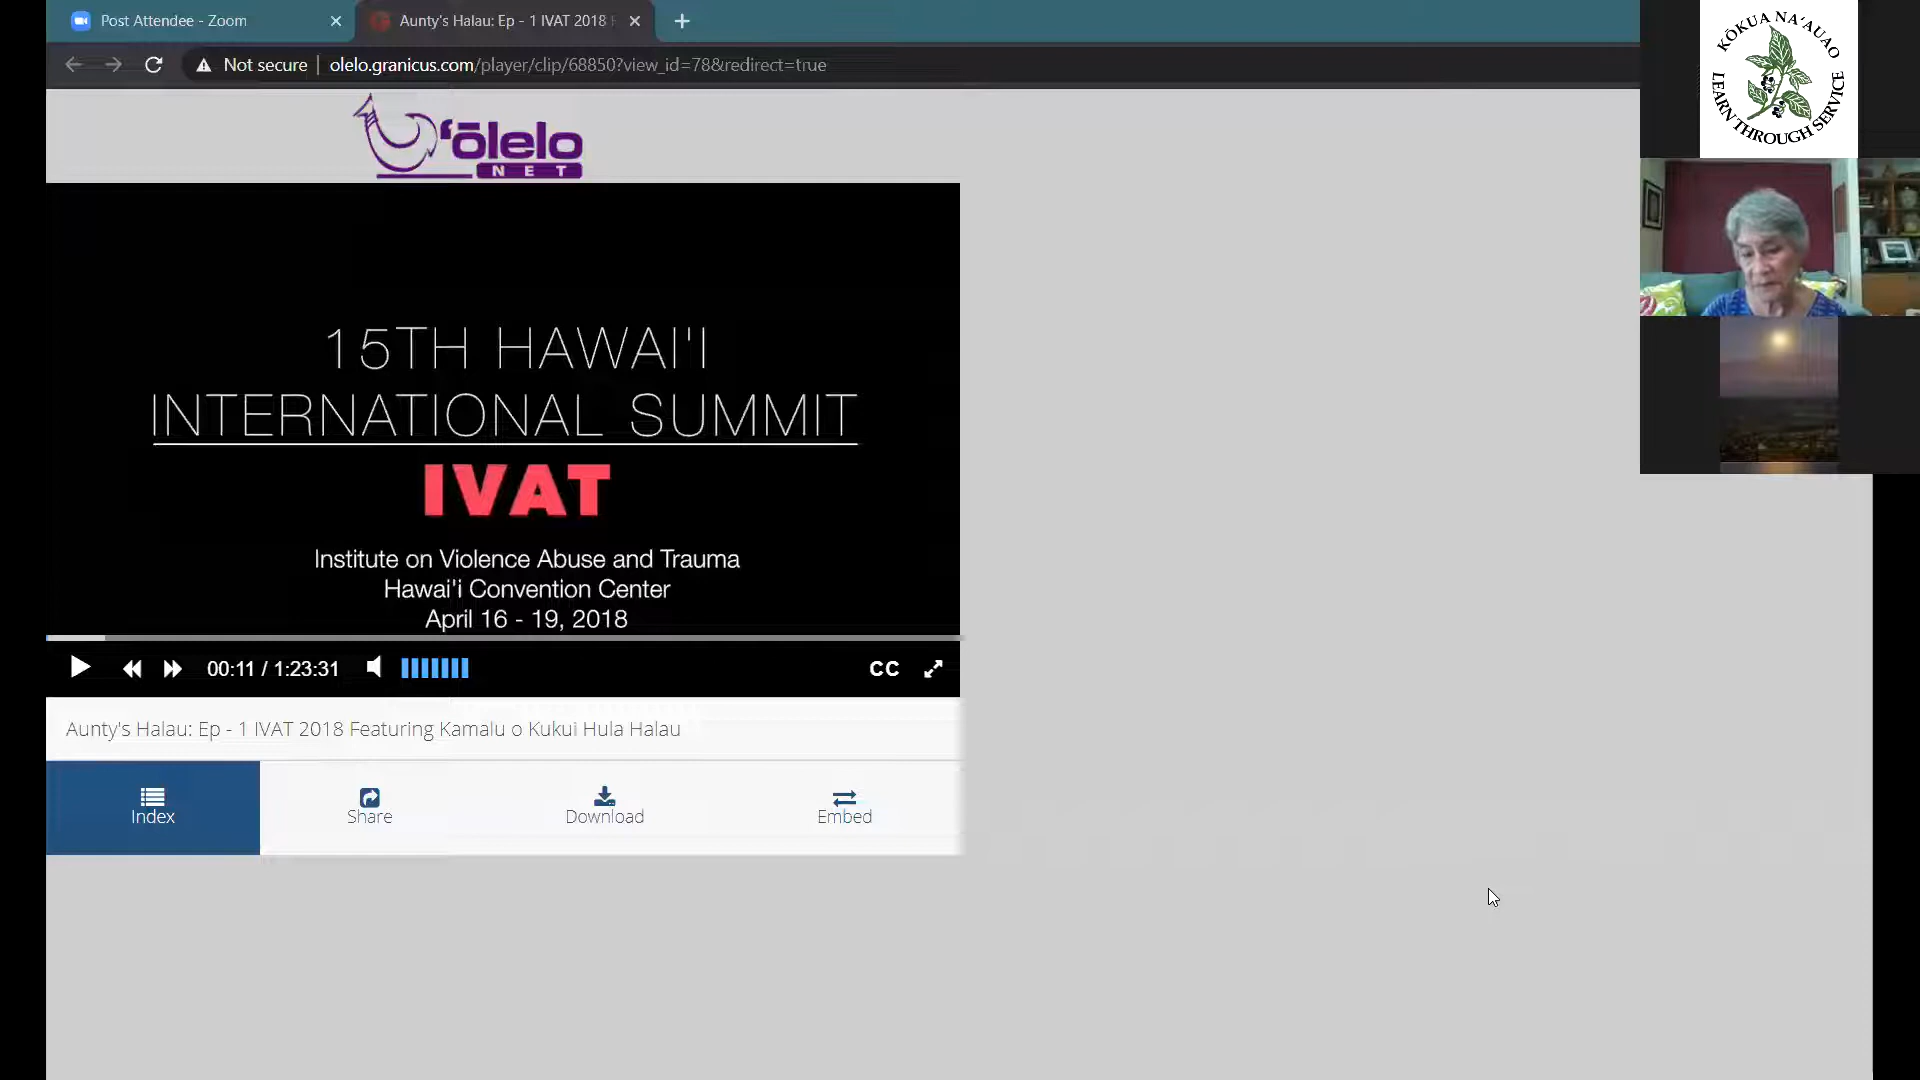 Post Attendee - Zoom
Aunty's Halau: Ep - 1 IVAT 2018
Not secure
olelo.granicus.com/player/clip/68850?view_id=78&redirect=true
KŌKUA NAʻAUAO
LEARN THROUGH SERVICE
ʻōlelo
NET
15TH HAWAI'I
INTERNATIONAL SUMMIT
IVAT
Institute on Violence Abuse and Trauma
Hawai'i Convention Center
April 16 - 19, 2018
00:11 / 1:23:31
CC
Aunty's Halau: Ep - 1 IVAT 2018 Featuring Kamalu o Kukui Hula Halau
Index
Share
Download
Embed